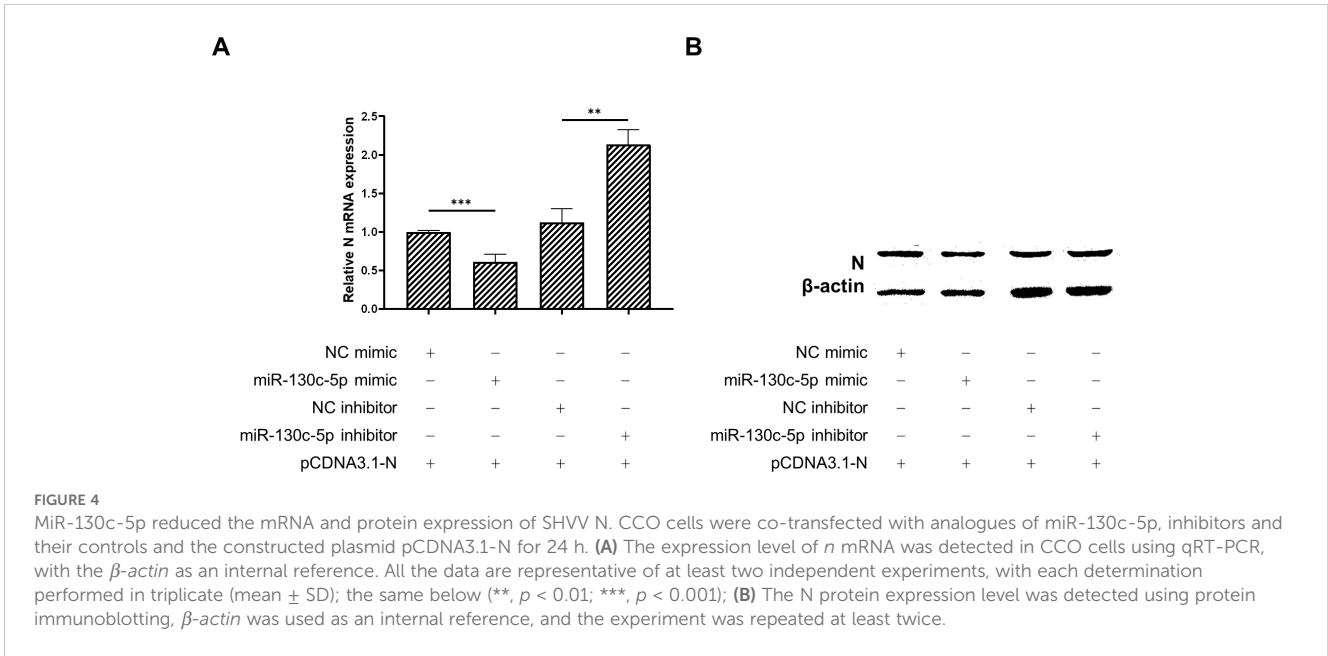 A
B
Relative N mRNA expression
2.5
2.0
1.5
1.0
0.5
0.0
***
**
N
β-actin
NC mimic + − − −
miR-130c-5p mimic − + − −
NC inhibitor − − + −
miR-130c-5p inhibitor − − − +
pCDNA3.1-N + + + +
NC mimic + − − −
miR-130c-5p mimic − + − −
NC inhibitor − − + −
miR-130c-5p inhibitor − − − +
pCDNA3.1-N + + + +
FIGURE 4
MiR-130c-5p reduced the mRNA and protein expression of SHVV N. CCO cells were co-transfected with analogues of miR-130c-5p, inhibitors and
their controls and the constructed plasmid pCDNA3.1-N for 24 h. (A) The expression level of n mRNA was detected in CCO cells using qRT-PCR,
with the β-actin as an internal reference. All the data are representative of at least two independent experiments, with each determination
performed in triplicate (mean ± SD); the same below (**, p < 0.01; ***, p < 0.001); (B) The N protein expression level was detected using protein
immunoblotting, β-actin was used as an internal reference, and the experiment was repeated at least twice.